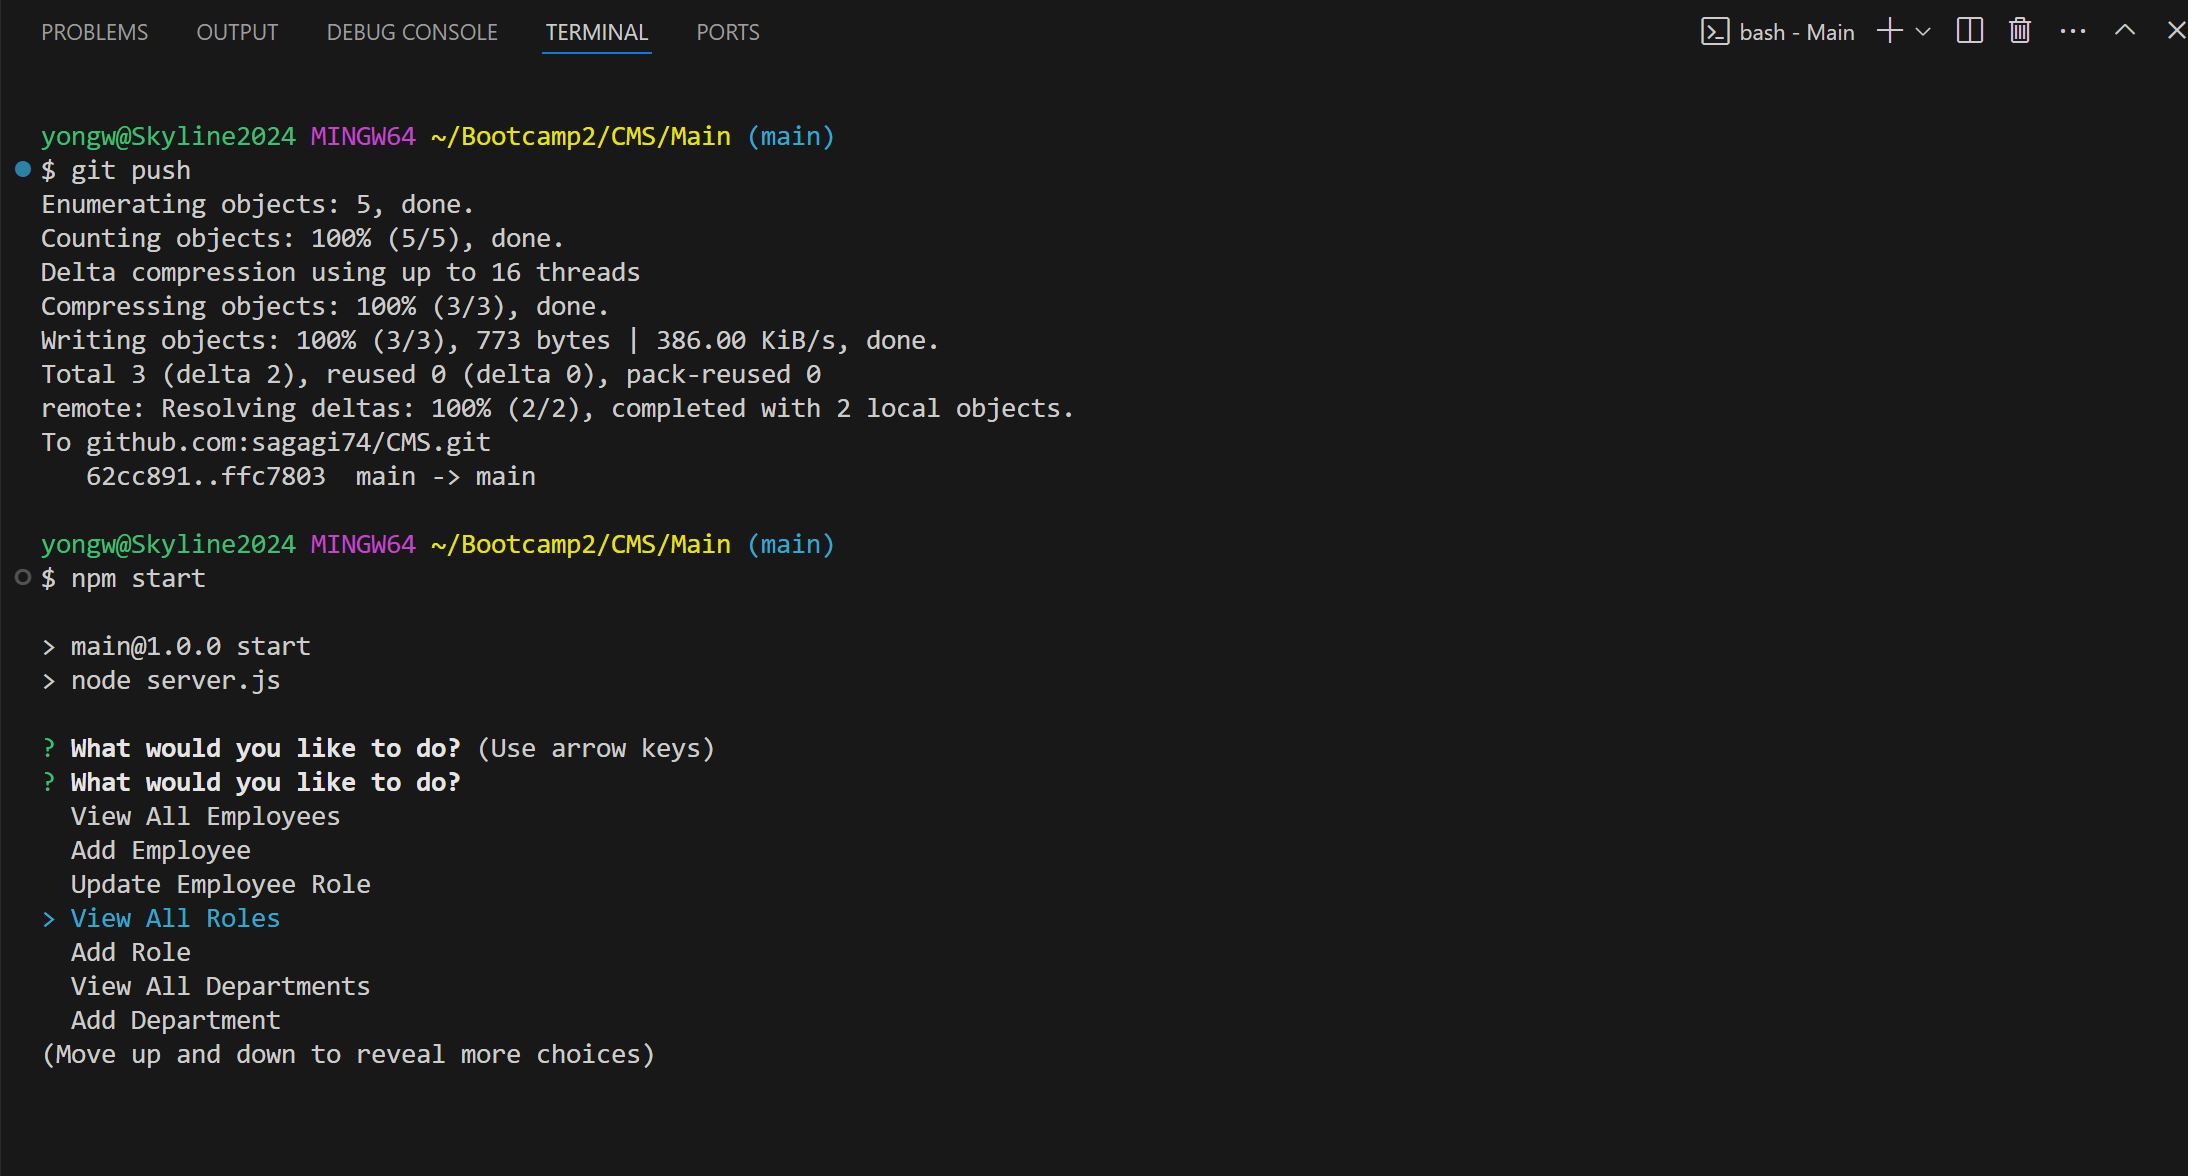 PROBLEMS OUTPUT DEBUG CONSOLE TERMINAL PORTS bash - Main
yongw@Skyline2024 MINGW64 ~/Bootcamp2/CMS/Main (main)
$ git push
Enumerating objects: 5, done.
Counting objects: 100% (5/5), done.
Delta compression using up to 16 threads
Compressing objects: 100% (3/3), done.
Writing objects: 100% (3/3), 773 bytes | 386.00 KiB/s, done.
Total 3 (delta 2), reused 0 (delta 0), pack-reused 0
remote: Resolving deltas: 100% (2/2), completed with 2 local objects.
To github.com:sagagi74/CMS.git
   62cc891..ffc7803  main -> main
yongw@Skyline2024 MINGW64 ~/Bootcamp2/CMS/Main (main)
$ npm start
> main@1.0.0 start
> node server.js
? What would you like to do? (Use arrow keys)
? What would you like to do?
  View All Employees
  Add Employee
  Update Employee Role
> View All Roles
  Add Role
  View All Departments
  Add Department
(Move up and down to reveal more choices)